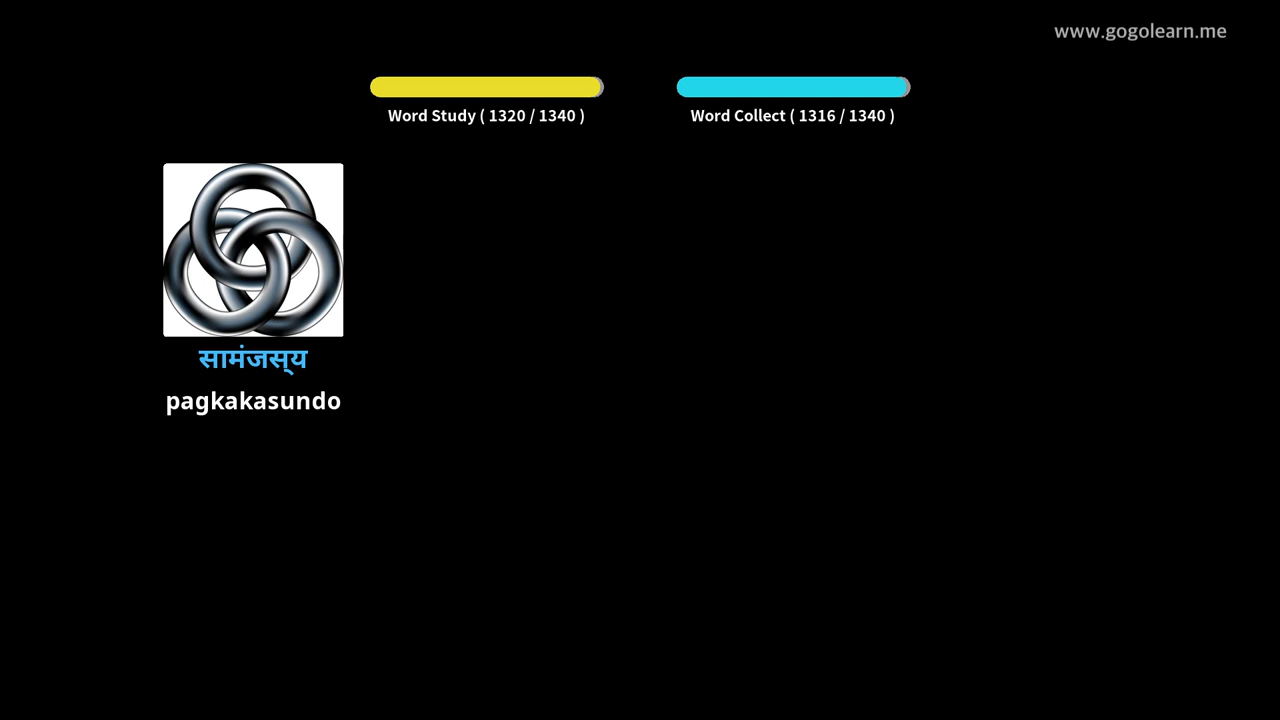 www.gogolearn.me
Word Study ( 1320 / 1340 )
Word Collect ( 1316 / 1340 )
सामंजस्य
pagkakasundo